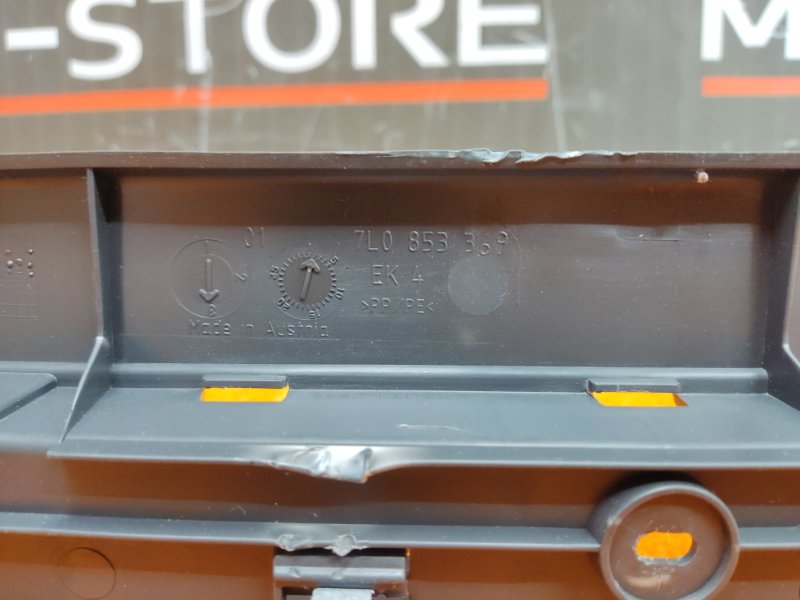 -STORE M
01 7L0 853 369
EK 4
>PP/PE<
Made in Austria